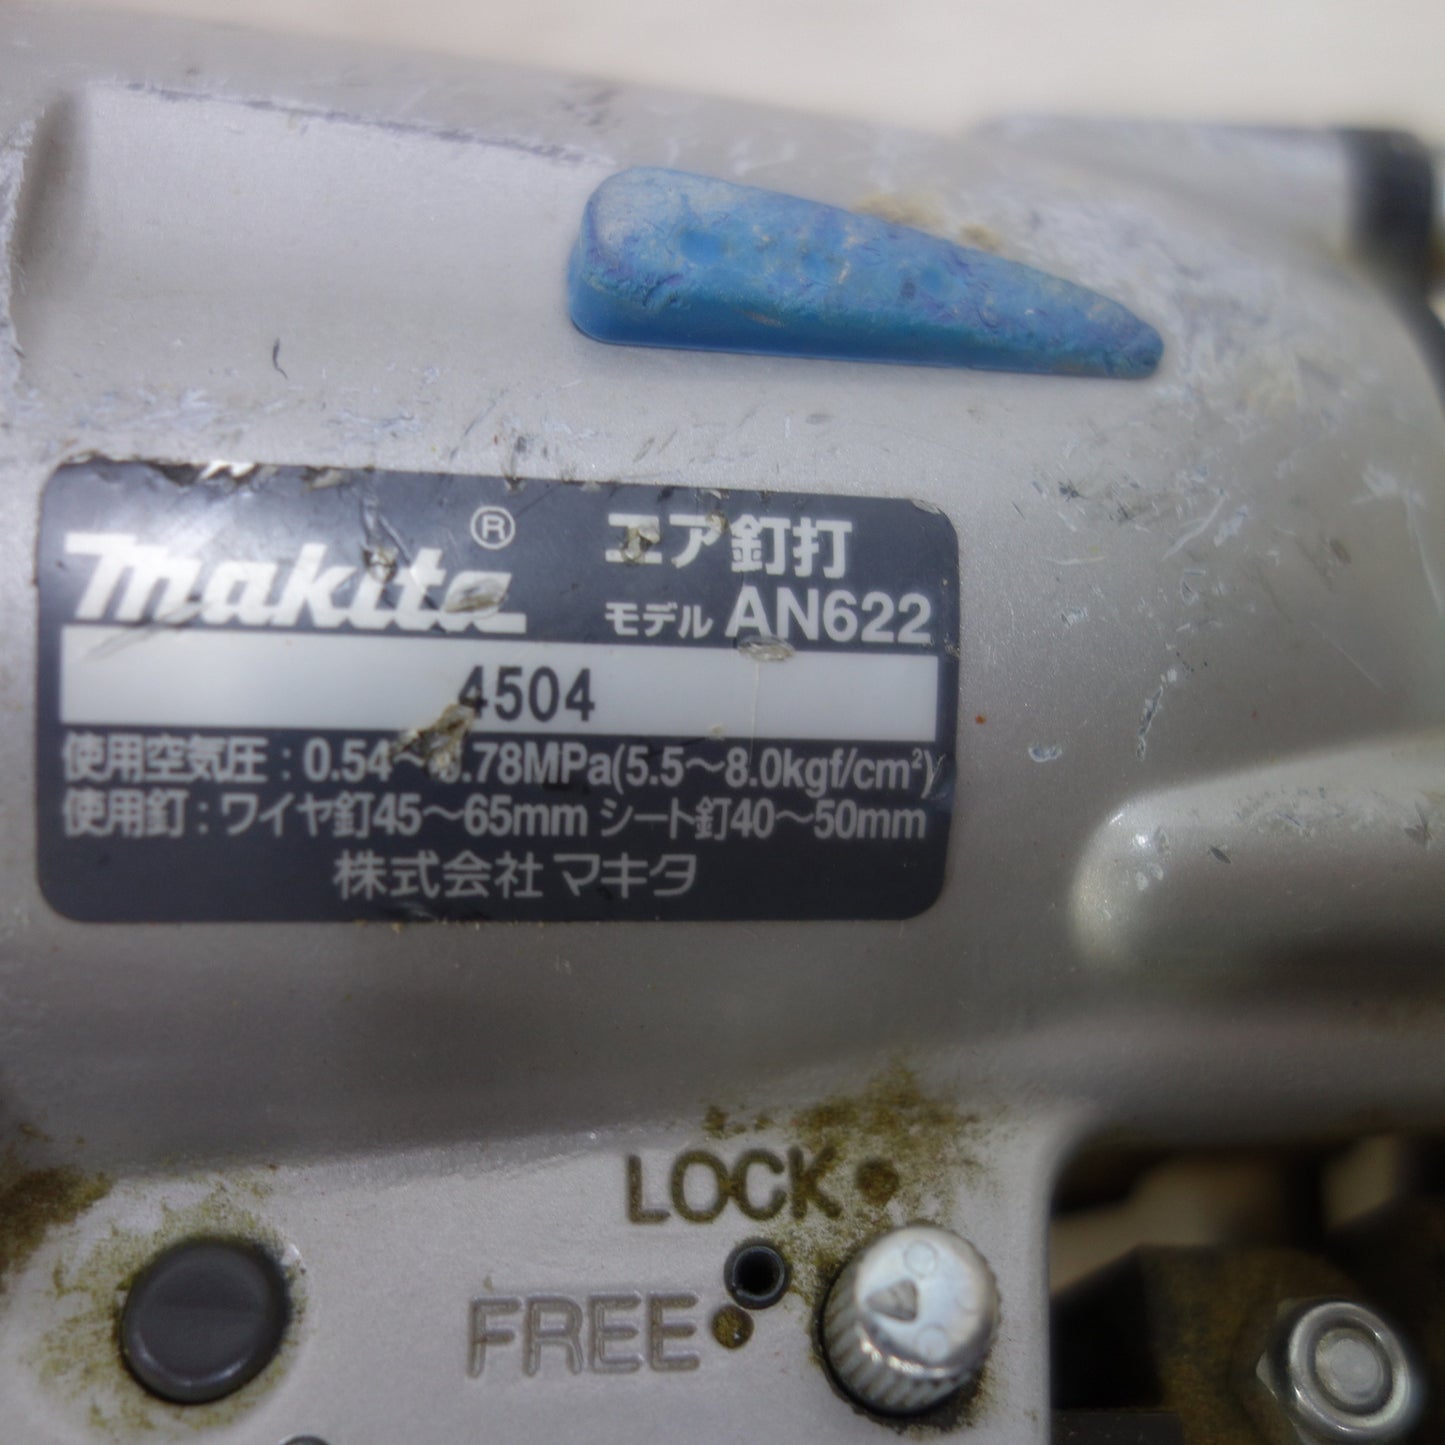 makita® エア釘打
モデル AN622
4504
使用空気圧：0.54～0.78MPa(5.5～8.0kgf/cm²)
使用釘：ワイヤ釘45～65mm シート釘40～50mm
株式会社 マキタ
LOCK
FREE